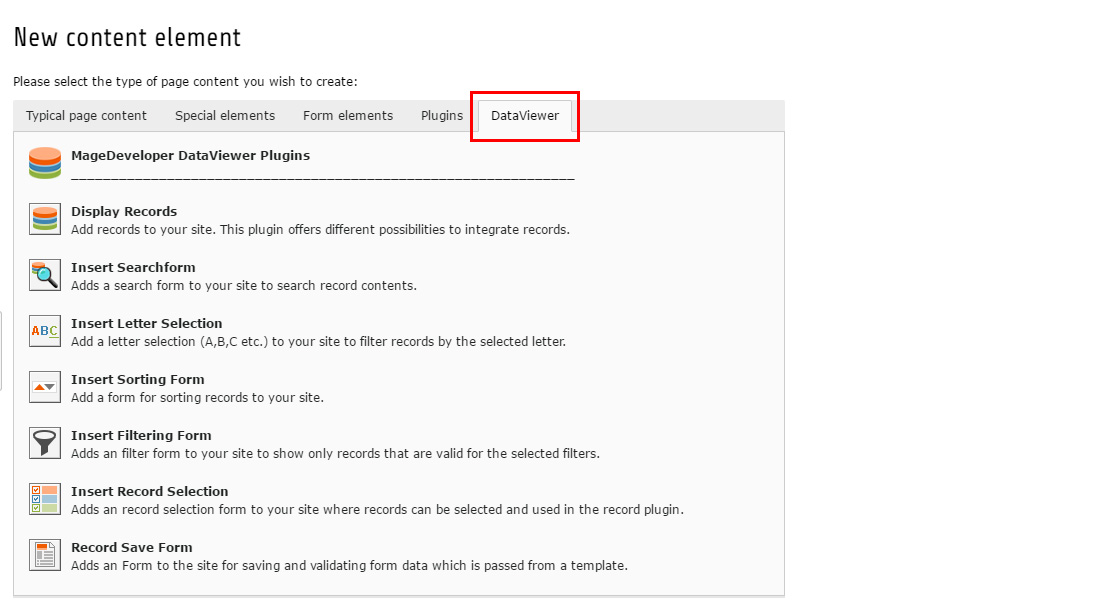 New content element
Please select the type of page content you wish to create:
Typical page content Special elements Form elements Plugins DataViewer
MageDeveloper DataViewer Plugins
_______________________________________________________________
Display Records
Add records to your site. This plugin offers different possibilities to integrate records.
Insert Searchform
Adds a search form to your site to search record contents.
ABC
Insert Letter Selection
Add a letter selection (A,B,C etc.) to your site to filter records by the selected letter.
Insert Sorting Form
Add a form for sorting records to your site.
Insert Filtering Form
Adds an filter form to your site to show only records that are valid for the selected filters.
Insert Record Selection
Adds an record selection form to your site where records can be selected and used in the record plugin.
Record Save Form
Adds an Form to the site for saving and validating form data which is passed from a template.